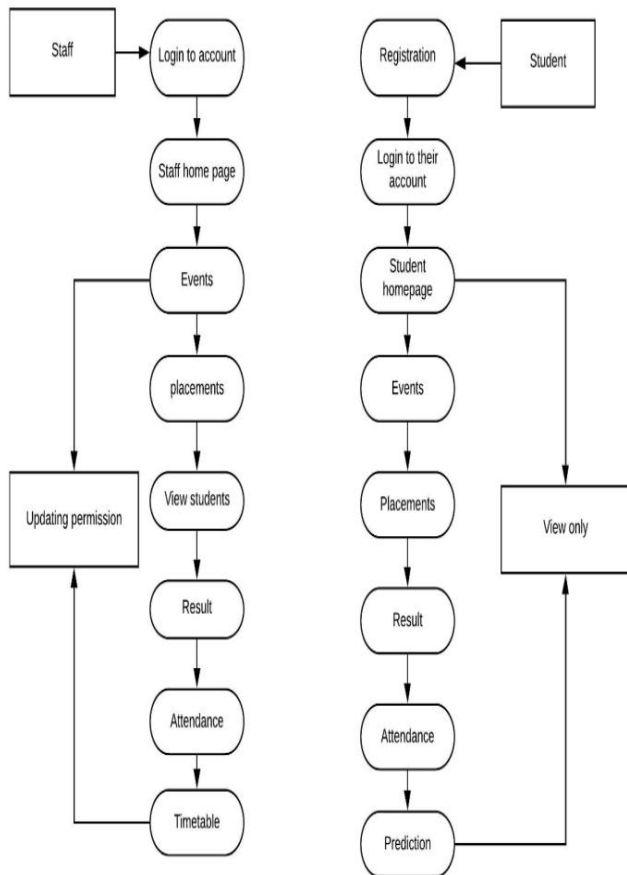 Staff
Login to account
Staff home page
Events
placements
View students
Updating permission
Result
Attendance
Timetable
Registration
Student
Login to their
account
Student
homepage
Events
Placements
View only
Result
Attendance
Prediction